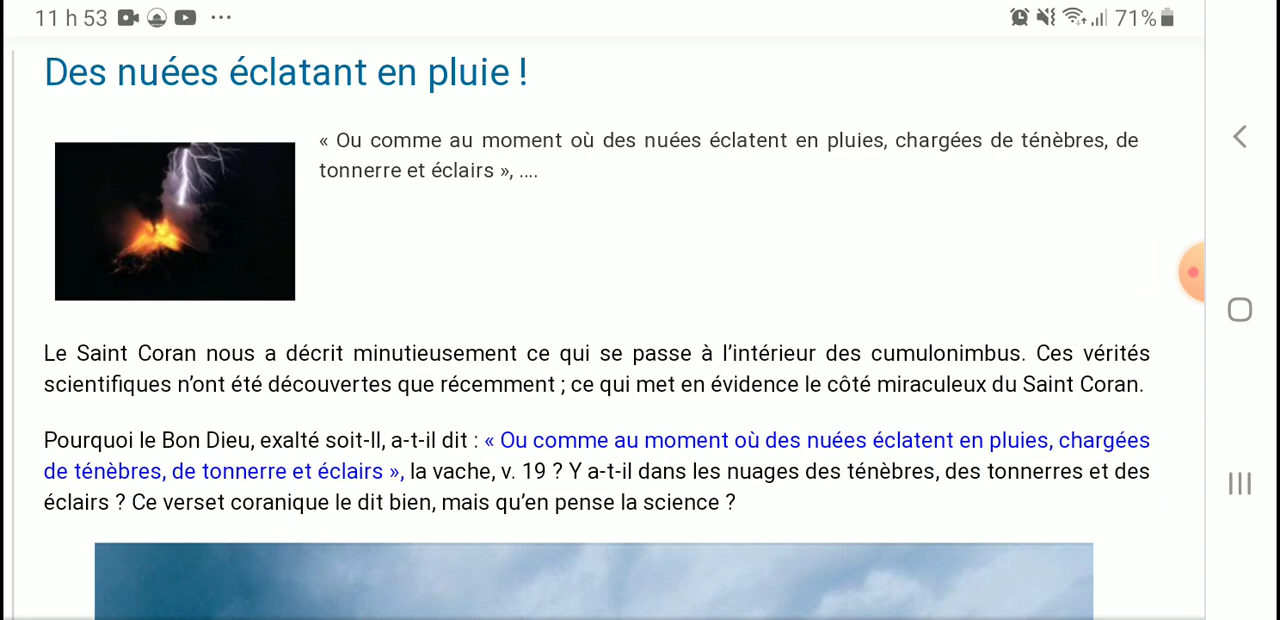 11 h 53
71%
Des nuées éclatant en pluie !
« Ou comme au moment où des nuées éclatent en pluies, chargées de ténèbres, de
tonnerre et éclairs », ....
Le Saint Coran nous a décrit minutieusement ce qui se passe à l'intérieur des cumulonimbus. Ces vérités
scientifiques n'ont été découvertes que récemment ; ce qui met en évidence le côté miraculeux du Saint Coran.
Pourquoi le Bon Dieu, exalté soit-Il, a-t-il dit : « Ou comme au moment où des nuées éclatent en pluies, chargées
de ténèbres, de tonnerre et éclairs », la vache, v. 19 ? Y a-t-il dans les nuages des ténèbres, des tonnerres et des
éclairs ? Ce verset coranique le dit bien, mais qu'en pense la science ?